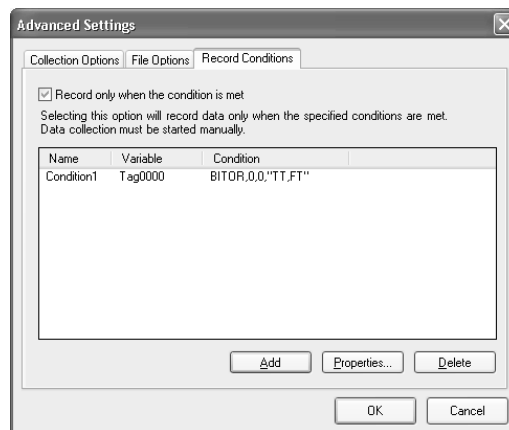 Advanced Settings
Collection Options File Options Record Conditions
Record only when the condition is met
Selecting this option will record data only when the specified conditions are met.
Data collection must be started manually.
Name Variable Condition
Condition1 Tag0000 BITOR,0,0,"TT,FT"
Add Properties... Delete
OK Cancel